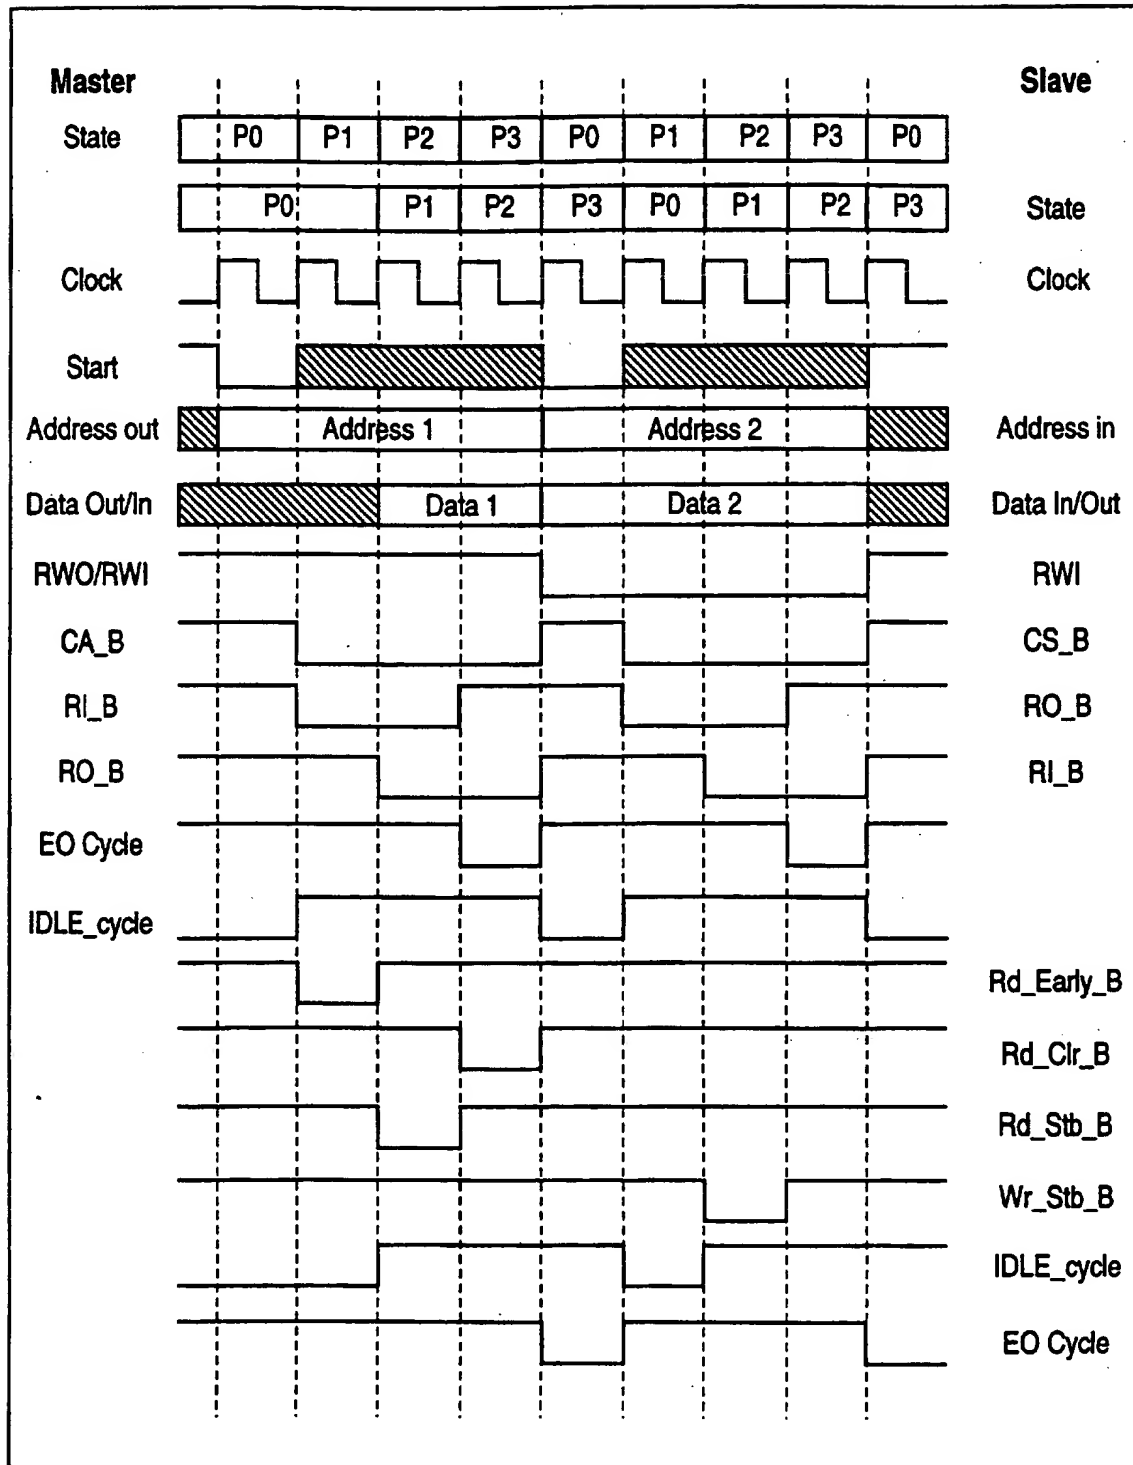 Master Slave
State P0 P1 P2 P3 P0 P1 P2 P3 P0
P0 P1 P2 P3 P0 P1 P2 P3 State
Clock Clock
Start
Address out Address 1 Address 2 Address in
Data Out/In Data 1 Data 2 Data In/Out
RWO/RWI RWI
CA_B CS_B
RI_B RO_B
RO_B RI_B
EO Cycle
IDLE_cycle
Rd_Early_B
Rd_Clr_B
Rd_Stb_B
Wr_Stb_B
IDLE_cycle
EO Cycle